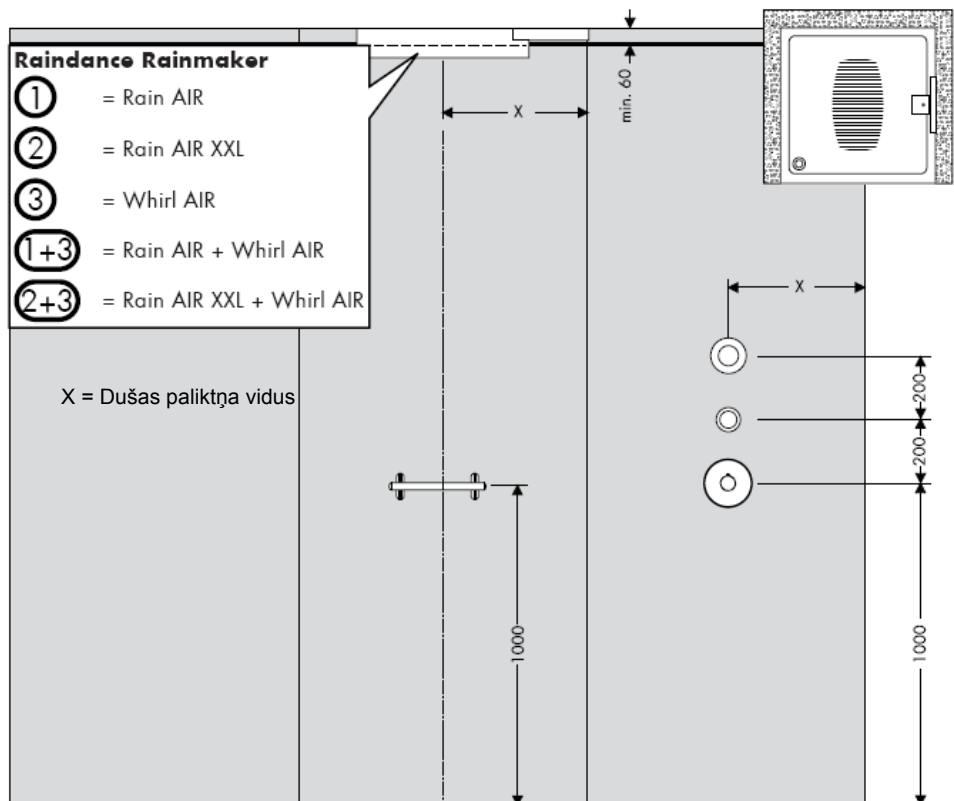 Raindance Rainmaker
1 = Rain AIR
2 = Rain AIR XXL
3 = Whirl AIR
1+3 = Rain AIR + Whirl AIR
2+3 = Rain AIR XXL + Whirl AIR
X = Dušas paliktņa vidus
X
min. 60
X
200
200
1000
1000